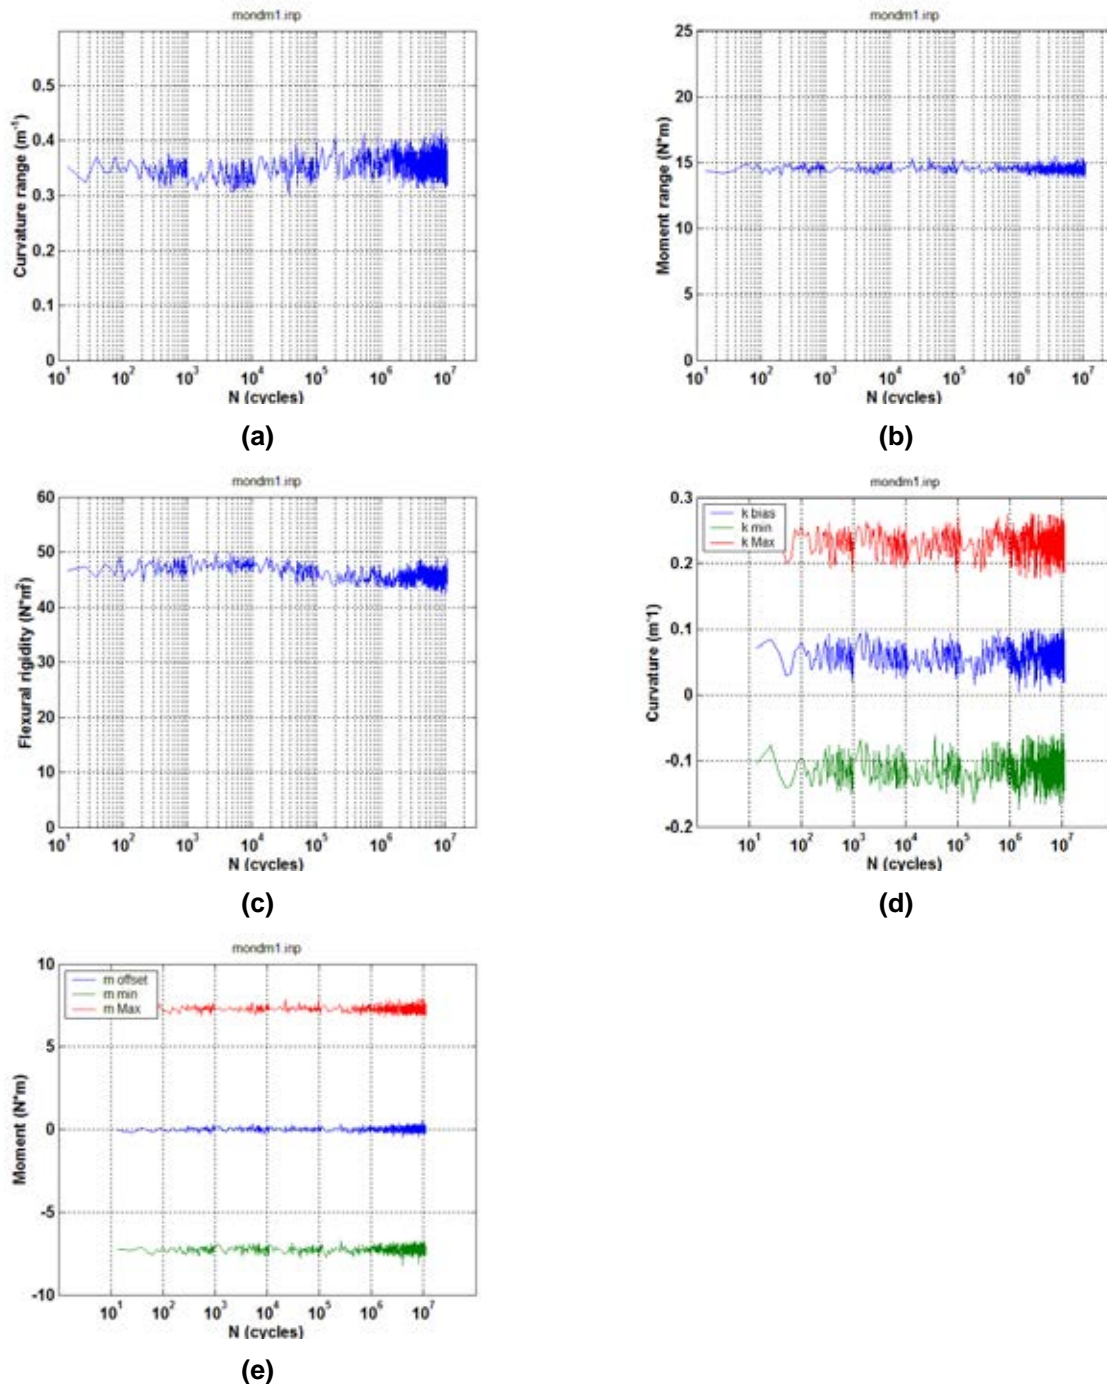 mondm1.inp
0.5
0.4
0.3
0.2
0.1
0
Curvature range (m⁻¹)
10¹ 10² 10³ 10⁴ 10⁵ 10⁶ 10⁷
N (cycles)
(a)
mondm1.inp
25
20
15
10
5
0
Moment range (N*m)
10¹ 10² 10³ 10⁴ 10⁵ 10⁶ 10⁷
N (cycles)
(b)
mondm1.inp
60
50
40
30
20
10
0
Flexural rigidity (N*m²)
10¹ 10² 10³ 10⁴ 10⁵ 10⁶ 10⁷
N (cycles)
(c)
mondm1.inp
k bias
k min
k Max
0.3
0.2
0.1
0
-0.1
-0.2
Curvature (m⁻¹)
10¹ 10² 10³ 10⁴ 10⁵ 10⁶ 10⁷
N (cycles)
(d)
mondm1.inp
m offset
m min
m Max
10
5
0
-5
-10
Moment (N*m)
10¹ 10² 10³ 10⁴ 10⁵ 10⁶ 10⁷
N (cycles)
(e)